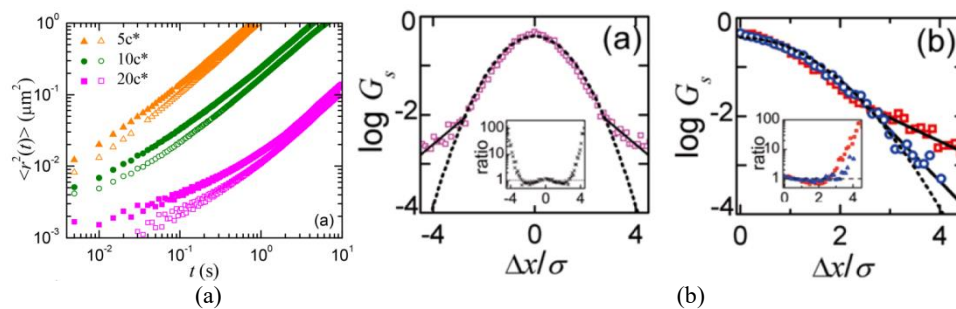 10⁰
10⁻¹
10⁻²
10⁻³
<r²(t)> (μm²)
5c*
10c*
20c*
(a)
10⁻² 10⁻¹ 10⁰ 10¹
t (s)
(a)
0
-2
-4
log Gₛ
(a)
100
10
1
ratio
-4 0 4
-4 0 4
Δx/σ
0
-2
-4
log Gₛ
(b)
100
10
1
ratio
0 2 4
0 2 4
Δx/σ
(b)